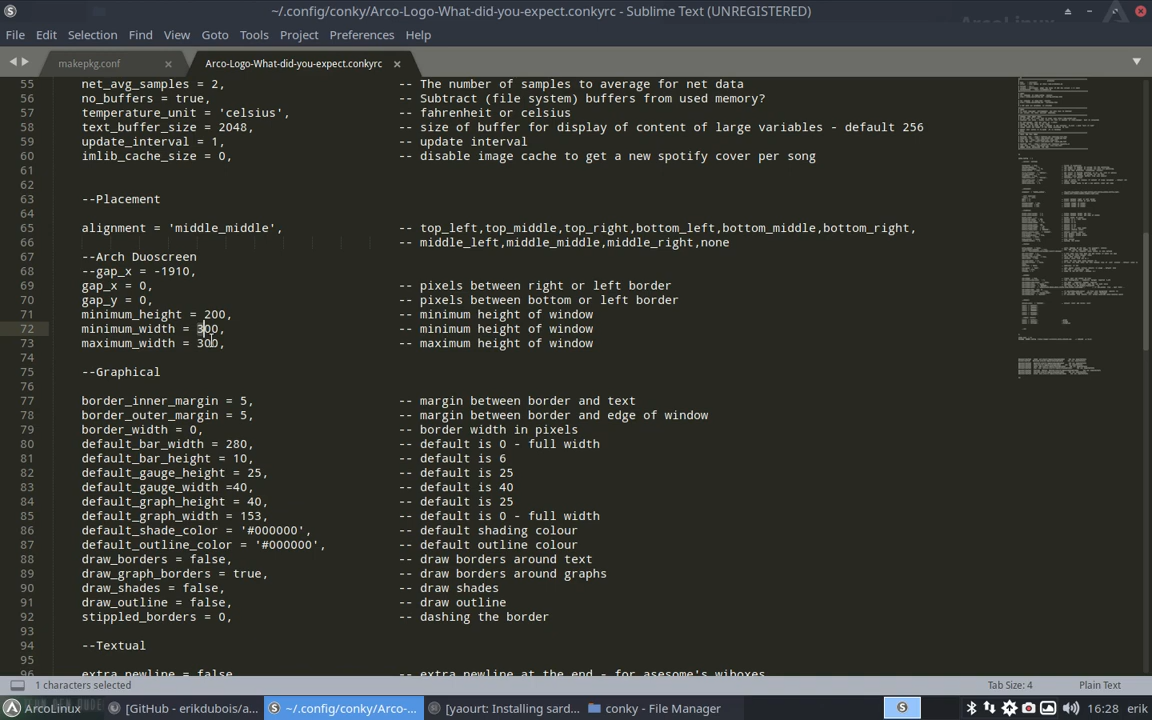 ~/.config/conky/Arco-Logo-What-did-you-expect.conkyrc - Sublime Text (UNREGISTERED)
File Edit Selection Find View Goto Tools Project Preferences Help
makepkg.conf Arco-Logo-What-did-you-expect.conkyrc
55 net_avg_samples = 2, -- The number of samples to average for net data
56 no_buffers = true, -- Subtract (file system) buffers from used memory?
57 temperature_unit = 'celsius', -- fahrenheit or celsius
58 text_buffer_size = 2048, -- size of buffer for display of content of large variables - default 256
59 update_interval = 1, -- update interval
60 imlib_cache_size = 0, -- disable image cache to get a new spotify cover per song
61
62
63 --Placement
64
65 alignment = 'middle_middle', -- top_left,top_middle,top_right,bottom_left,bottom_middle,bottom_right,
66 -- middle_left,middle_middle,middle_right,none
67 --Arch Duoscreen
68 --gap_x = -1910,
69 gap_x = 0, -- pixels between right or left border
70 gap_y = 0, -- pixels between bottom or left border
71 minimum_height = 200, -- minimum height of window
72 minimum_width = 300, -- minimum height of window
73 maximum_width = 300, -- maximum height of window
74
75 --Graphical
76
77 border_inner_margin = 5, -- margin between border and text
78 border_outer_margin = 5, -- margin between border and edge of window
79 border_width = 0, -- border width in pixels
80 default_bar_width = 280, -- default is 0 - full width
81 default_bar_height = 10, -- default is 6
82 default_gauge_height = 25, -- default is 25
83 default_gauge_width =40, -- default is 40
84 default_graph_height = 40, -- default is 25
85 default_graph_width = 153, -- default is 0 - full width
86 default_shade_color = '#000000', -- default shading colour
87 default_outline_color = '#000000', -- default outline colour
88 draw_borders = false, -- draw borders around text
89 draw_graph_borders = true, -- draw borders around graphs
90 draw_shades = false, -- draw shades
91 draw_outline = false, -- draw outline
92 stippled_borders = 0, -- dashing the border
93
94 --Textual
95
extra_newline = false -- extra newline at the end - for asesome's wiboxes
1 characters selected Tab Size: 4 Plain Text
ArcoLinux [GitHub - erikdubois/a... ~/.config/conky/Arco-... [yaourt: Installing sard... conky - File Manager S 16:28 erik